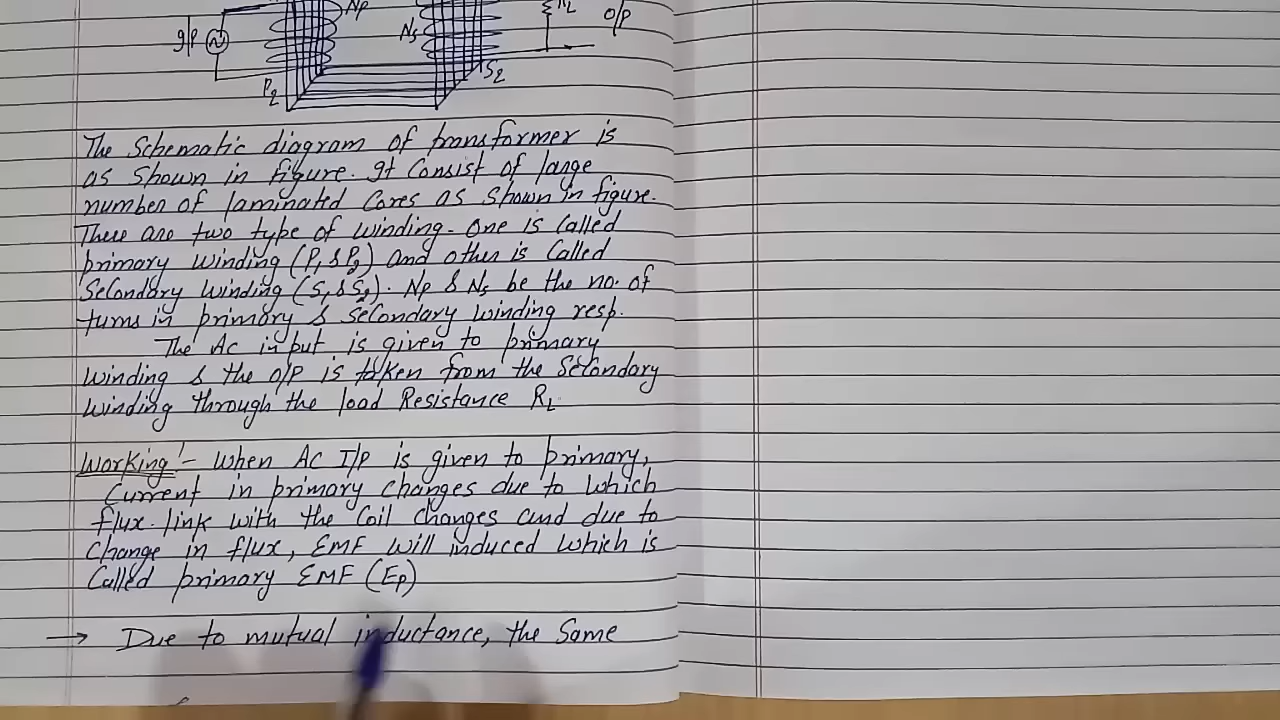 Np
RL
I/P
Ns
O/P
P2
S2
The Schematic diagram of transformer is
as Shown in figure. It Consist of large
number of laminated Cores as Shown in figure.
There are two type of winding. One is Called
primary winding (P1 & P2) and other is Called
Secondary winding (S1 & S2). Np & Ns be the no. of
turns in primary & Secondary winding resp.
The AC input is given to primary
winding & the O/P is taken from the Secondary
winding through the load Resistance RL.
Working:- When AC I/P is given to primary,
Current in primary changes due to which
flux link with the Coil changes and due to
change in flux, EMF will induced which is
Called primary EMF (Ep)
→ Due to mutual inductance, the Same